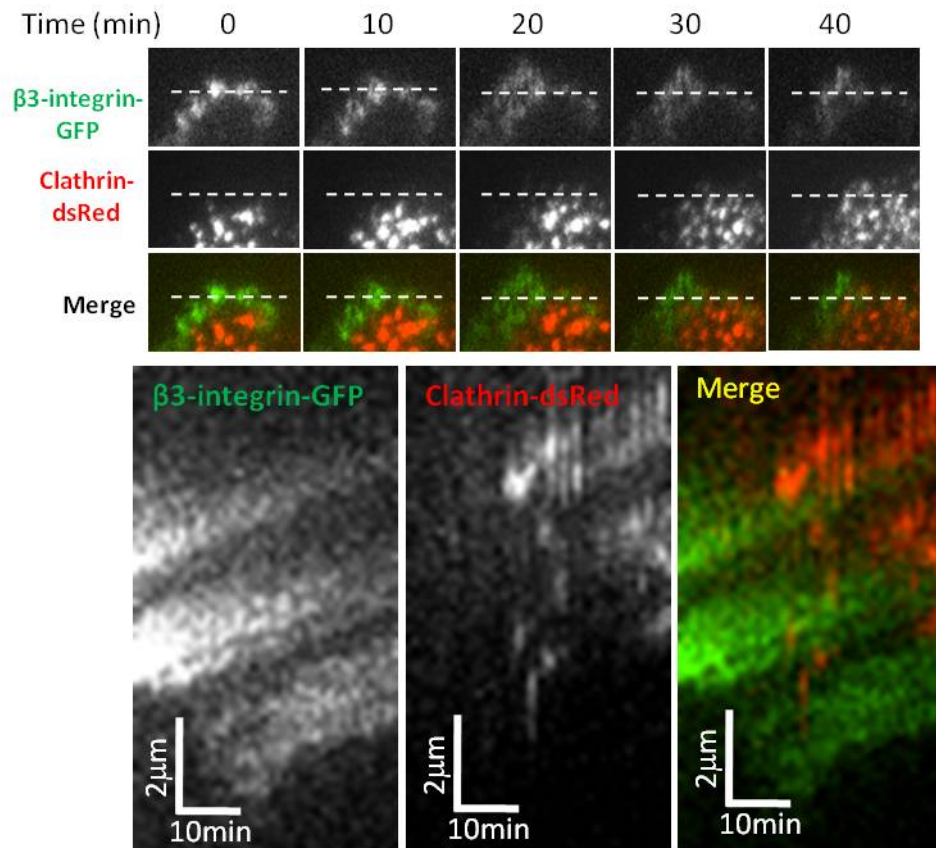 Time (min) 0 10 20 30 40
β3-integrin-
GFP
Clathrin-
dsRed
Merge
β3-integrin-GFP Clathrin-dsRed Merge
2μm 2μm 2μm
10min 10min 10min